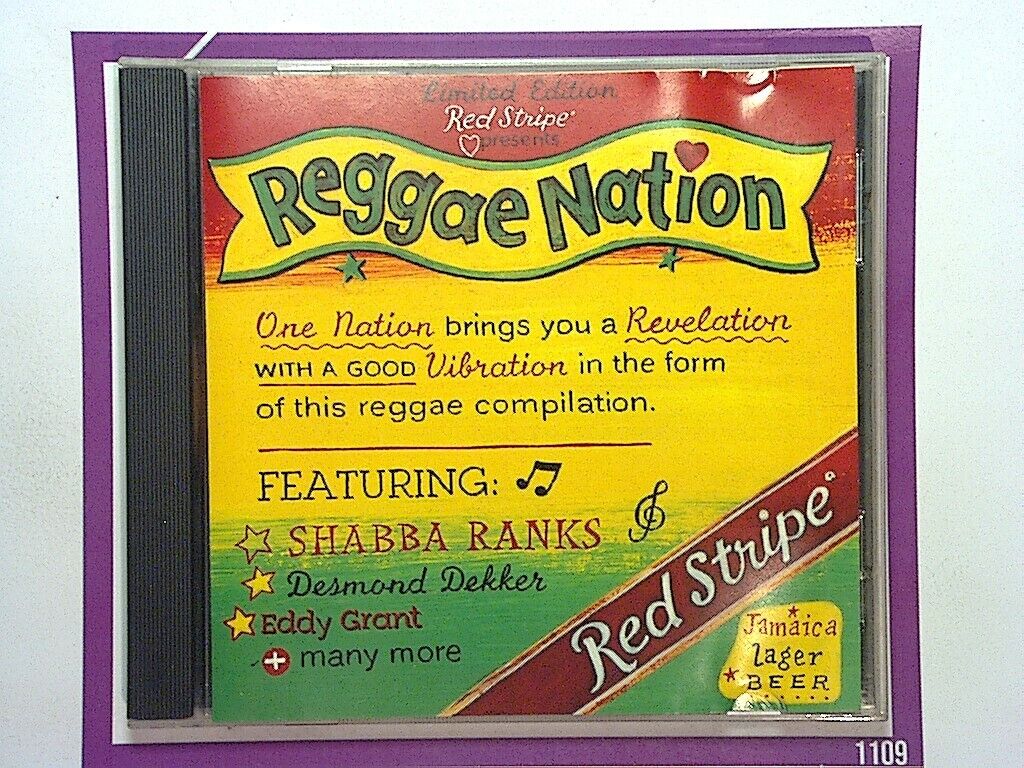 Limited Edition
Red Stripe®
presents
Reggae Nation
One Nation brings you a Revelation
WITH A GOOD Vibration in the form
of this reggae compilation.
FEATURING:
SHABBA RANKS
Desmond Dekker
Eddy Grant
+ many more
Red Stripe®
Jamaica
lager
BEER
1109